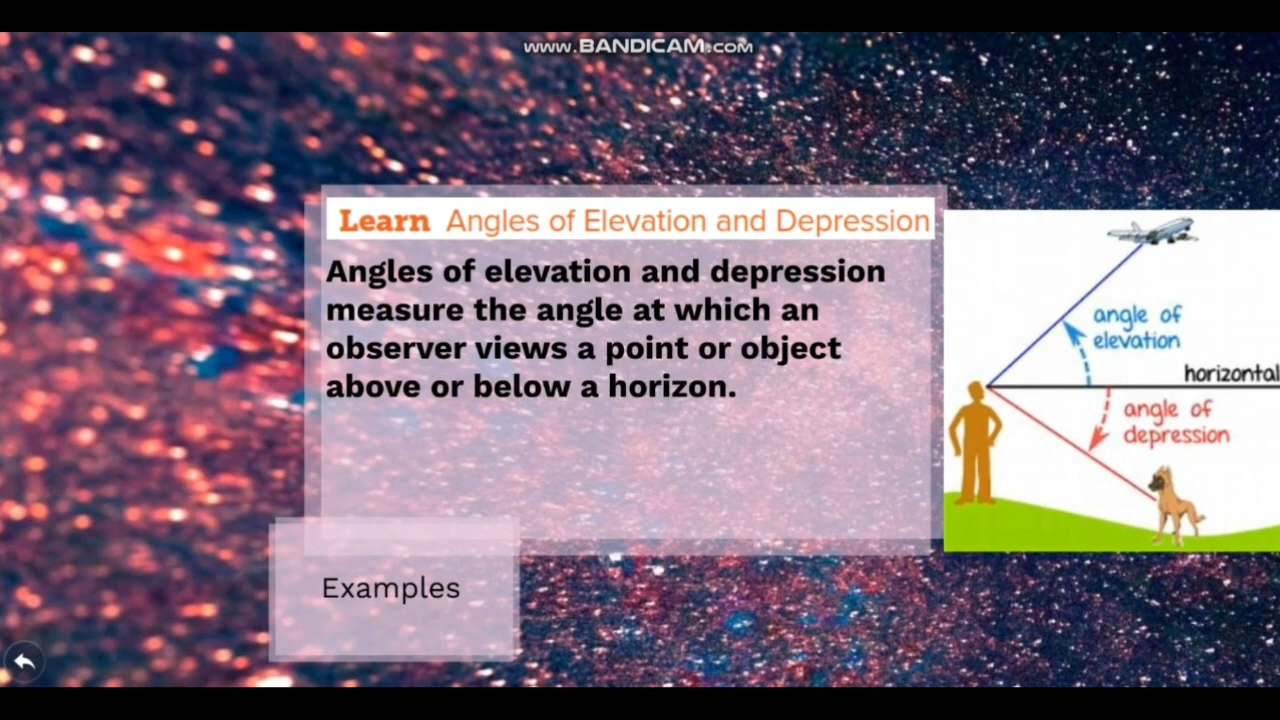 www.BANDICAM.com
Learn Angles of Elevation and Depression
Angles of elevation and depression
measure the angle at which an
observer views a point or object
above or below a horizon.
angle of
elevation
horizontal
angle of
depression
Examples